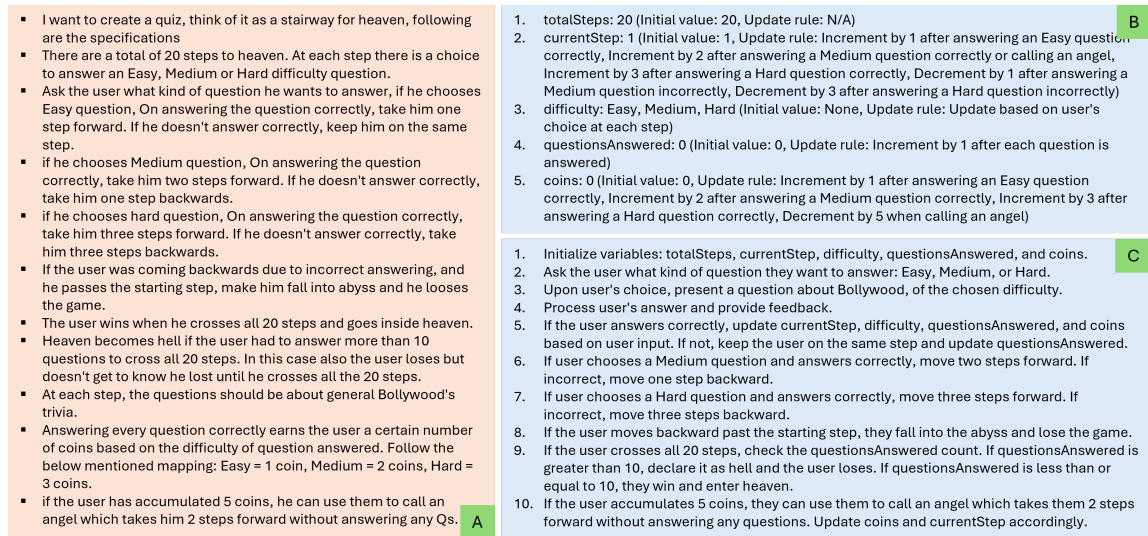 ▪ I want to create a quiz, think of it as a stairway for heaven, following
are the specifications
▪ There are a total of 20 steps to heaven. At each step there is a choice
to answer an Easy, Medium or Hard difficulty question.
▪ Ask the user what kind of question he wants to answer, if he chooses
Easy question, On answering the question correctly, take him one
step forward. If he doesn't answer correctly, keep him on the same
step.
▪ if he chooses Medium question, On answering the question
correctly, take him two steps forward. If he doesn't answer correctly,
take him one step backwards.
▪ if he chooses hard question, On answering the question correctly,
take him three steps forward. If he doesn't answer correctly, take
him three steps backwards.
▪ If the user was coming backwards due to incorrect answering, and
he passes the starting step, make him fall into abyss and he looses
the game.
▪ The user wins when he crosses all 20 steps and goes inside heaven.
▪ Heaven becomes hell if the user had to answer more than 10
questions to cross all 20 steps. In this case also the user loses but
doesn't get to know he lost until he crosses all the 20 steps.
▪ At each step, the questions should be about general Bollywood's
trivia.
▪ Answering every question correctly earns the user a certain number
of coins based on the difficulty of question answered. Follow the
below mentioned mapping: Easy = 1 coin, Medium = 2 coins, Hard =
3 coins.
▪ if the user has accumulated 5 coins, he can use them to call an
angel which takes him 2 steps forward without answering any Qs.
A
1. totalSteps: 20 (Initial value: 20, Update rule: N/A)
B
2. currentStep: 1 (Initial value: 1, Update rule: Increment by 1 after answering an Easy question
correctly, Increment by 2 after answering a Medium question correctly or calling an angel,
Increment by 3 after answering a Hard question correctly, Decrement by 1 after answering a
Medium question incorrectly, Decrement by 3 after answering a Hard question incorrectly)
3. difficulty: Easy, Medium, Hard (Initial value: None, Update rule: Update based on user's
choice at each step)
4. questionsAnswered: 0 (Initial value: 0, Update rule: Increment by 1 after each question is
answered)
5. coins: 0 (Initial value: 0, Update rule: Increment by 1 after answering an Easy question
correctly, Increment by 2 after answering a Medium question correctly, Increment by 3 after
answering a Hard question correctly, Decrement by 5 when calling an angel)
1. Initialize variables: totalSteps, currentStep, difficulty, questionsAnswered, and coins.
C
2. Ask the user what kind of question they want to answer: Easy, Medium, or Hard.
3. Upon user's choice, present a question about Bollywood, of the chosen difficulty.
4. Process user's answer and provide feedback.
5. If the user answers correctly, update currentStep, difficulty, questionsAnswered, and coins
based on user input. If not, keep the user on the same step and update questionsAnswered.
6. If user chooses a Medium question and answers correctly, move two steps forward. If
incorrect, move one step backward.
7. If user chooses a Hard question and answers correctly, move three steps forward. If
incorrect, move three steps backward.
8. If the user moves backward past the starting step, they fall into the abyss and lose the game.
9. If the user crosses all 20 steps, check the questionsAnswered count. If questionsAnswered is
greater than 10, declare it as hell and the user loses. If questionsAnswered is less than or
equal to 10, they win and enter heaven.
10. If the user accumulates 5 coins, they can use them to call an angel which takes them 2 steps
forward without answering any questions. Update coins and currentStep accordingly.